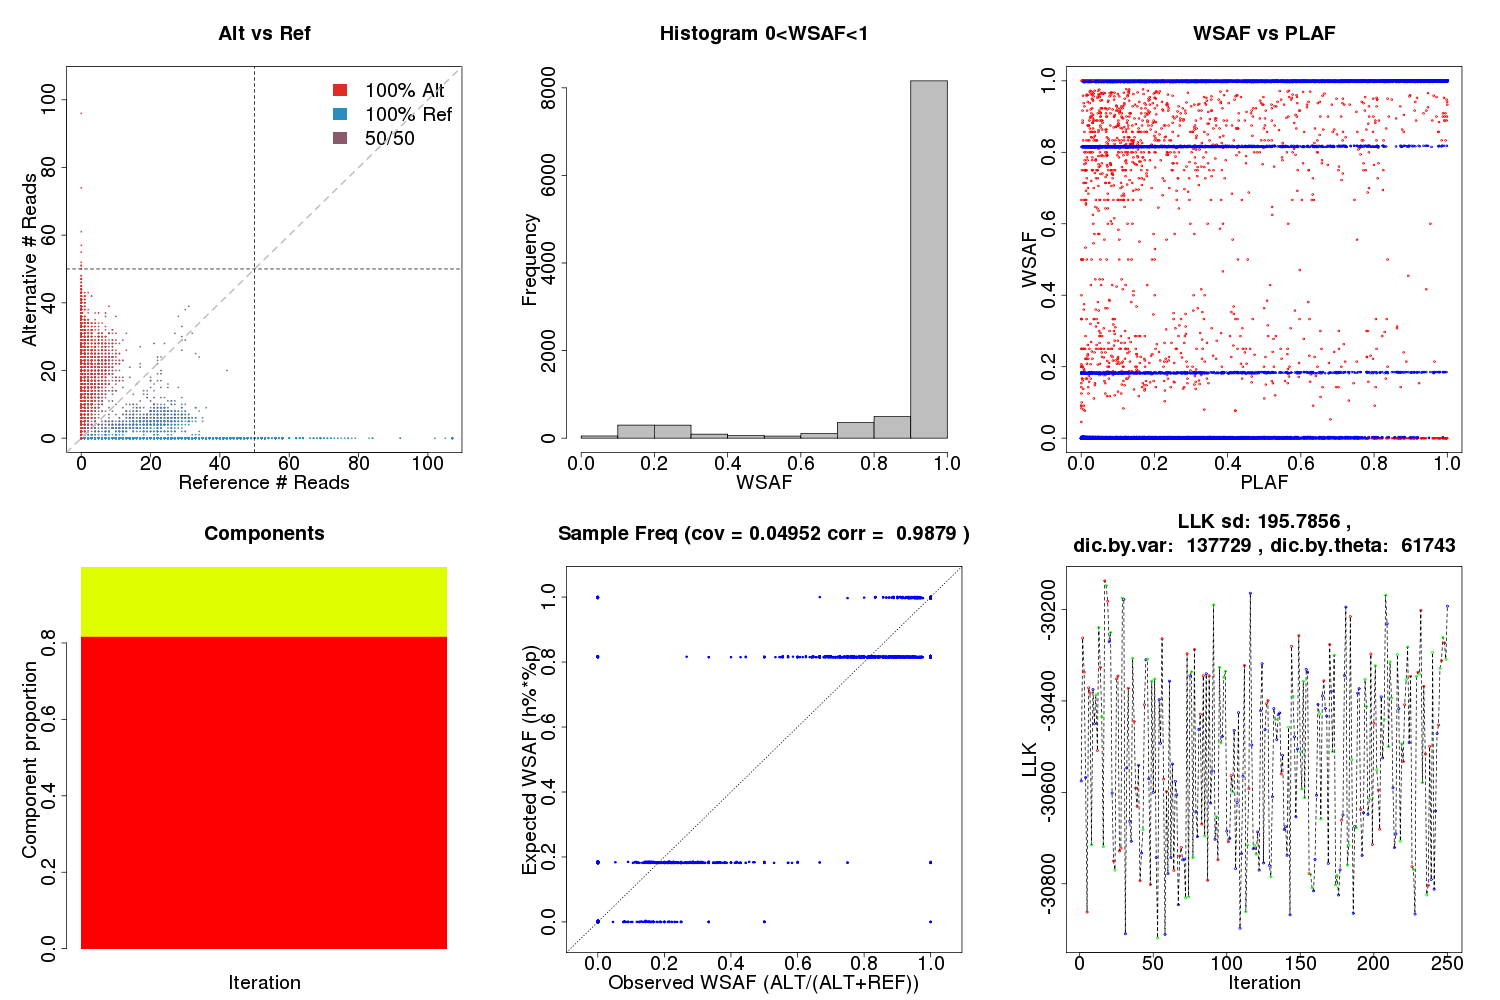 Alt vs Ref
100% Alt
100% Ref
50/50
Alternative # Reads
0 20 40 60 80 100
0 20 40 60 80 100
Reference # Reads
Histogram 0<WSAF<1
Frequency
0 2000 4000 6000 8000
0.0 0.2 0.4 0.6 0.8 1.0
WSAF
WSAF vs PLAF
WSAF
0.0 0.2 0.4 0.6 0.8 1.0
0.0 0.2 0.4 0.6 0.8 1.0
PLAF
Components
Component proportion
0.0 0.2 0.4 0.6 0.8
Iteration
Sample Freq (cov = 0.04952 corr = 0.9879 )
Expected WSAF (h%*%p)
0.0 0.2 0.4 0.6 0.8 1.0
0.0 0.2 0.4 0.6 0.8 1.0
Observed WSAF (ALT/(ALT+REF))
LLK sd: 195.7856 ,
dic.by.var: 137729 , dic.by.theta: 61743
LLK
-30800 -30600 -30400 -30200
0 50 100 150 200 250
Iteration